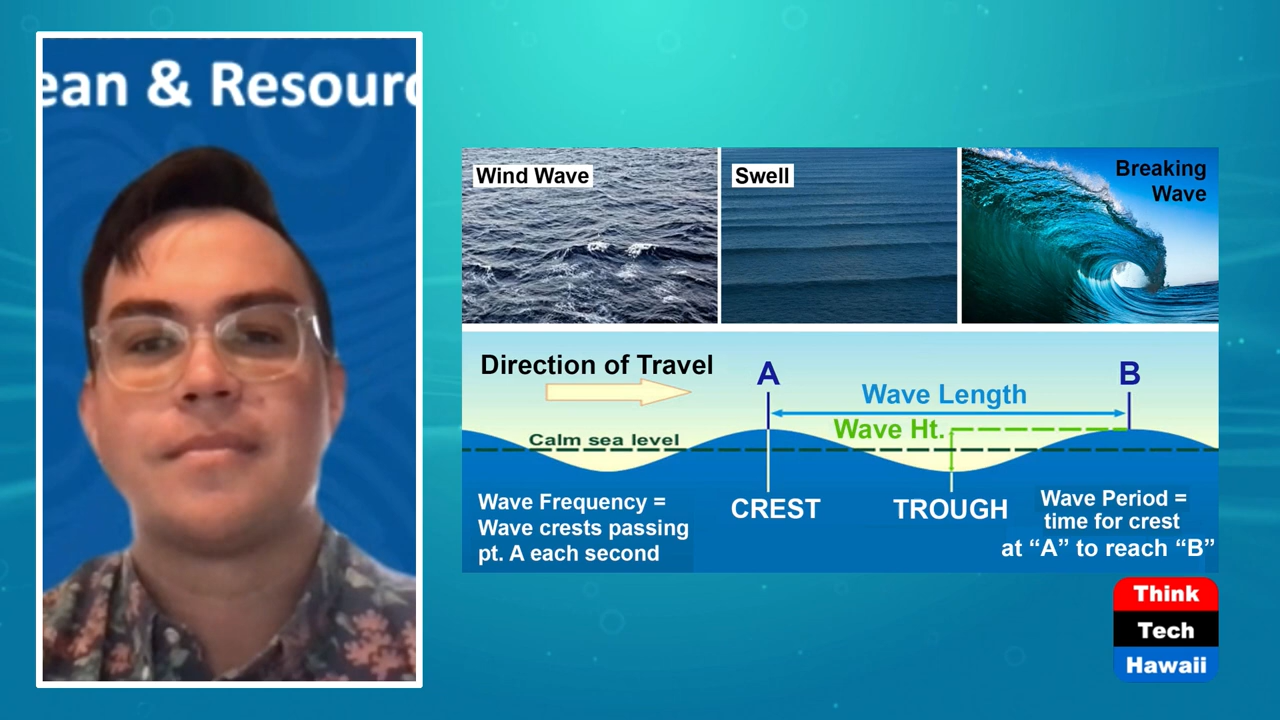 ean & Resourc
Wind Wave
Swell
Breaking
Wave
Direction of Travel
A
B
Wave Length
Wave Ht.
Calm sea level
Wave Frequency =
Wave crests passing
pt. A each second
CREST
TROUGH
Wave Period =
time for crest
at “A” to reach “B”
Think
Tech
Hawaii